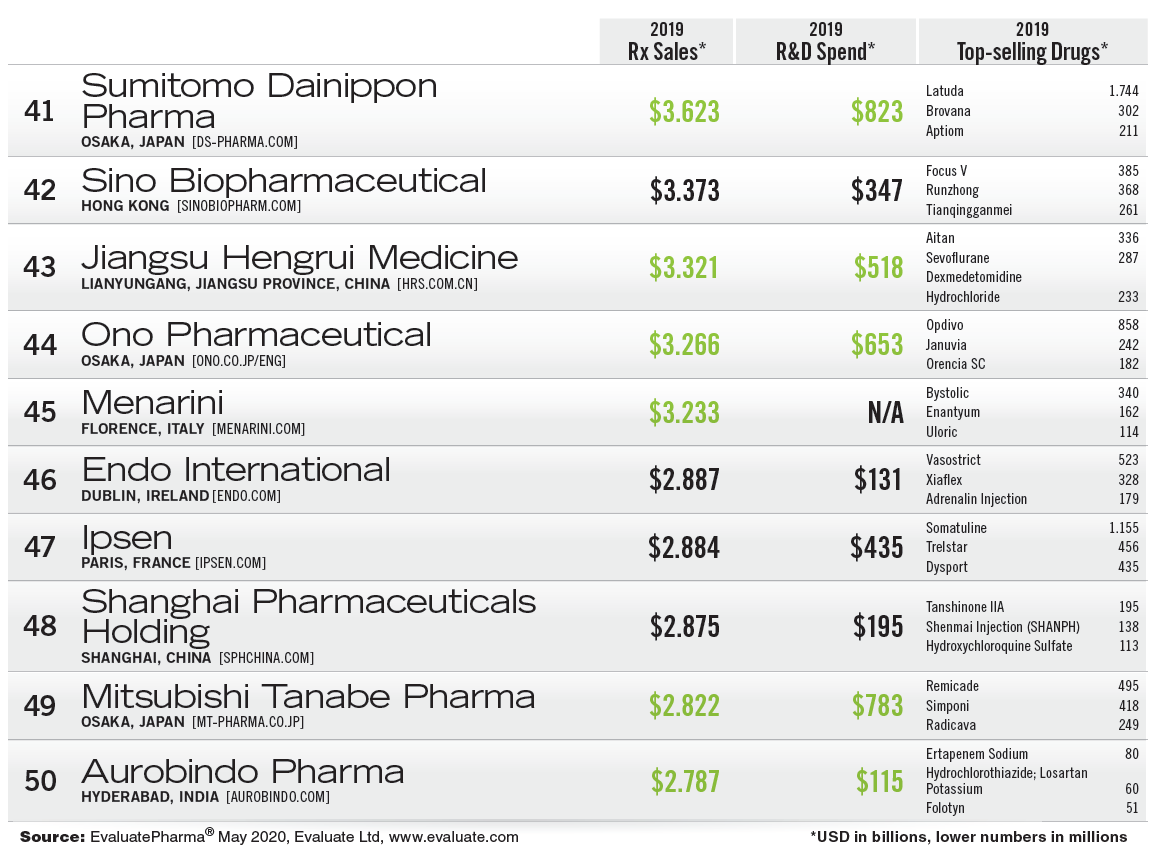 2019 2019 2019
Rx Sales* R&D Spend* Top-selling Drugs*
41 Sumitomo Dainippon Pharma
OSAKA, JAPAN [DS-PHARMA.COM]
$3.623 $823
Latuda 1.744
Brovana 302
Aptiom 211
42 Sino Biopharmaceutical
HONG KONG [SINOBIOPHARM.COM]
$3.373 $347
Focus V 385
Runzhong 368
Tianqingganmei 261
43 Jiangsu Hengrui Medicine
LIANYUNGANG, JIANGSU PROVINCE, CHINA [HRS.COM.CN]
$3.321 $518
Aitan 336
Sevoflurane 287
Dexmedetomidine
Hydrochloride 233
44 Ono Pharmaceutical
OSAKA, JAPAN [ONO.CO.JP/ENG]
$3.266 $653
Opdivo 858
Januvia 242
Orencia SC 182
45 Menarini
FLORENCE, ITALY [MENARINI.COM]
$3.233 N/A
Bystolic 340
Enantyum 162
Uloric 114
46 Endo International
DUBLIN, IRELAND [ENDO.COM]
$2.887 $131
Vasostrict 523
Xiaflex 328
Adrenalin Injection 179
47 Ipsen
PARIS, FRANCE [IPSEN.COM]
$2.884 $435
Somatuline 1.155
Trelstar 456
Dysport 435
48 Shanghai Pharmaceuticals Holding
SHANGHAI, CHINA [SPHCHINA.COM]
$2.875 $195
Tanshinone IIA 195
Shenmai Injection (SHANPH) 138
Hydroxychloroquine Sulfate 113
49 Mitsubishi Tanabe Pharma
OSAKA, JAPAN [MT-PHARMA.CO.JP]
$2.822 $783
Remicade 495
Simponi 418
Radicava 249
50 Aurobindo Pharma
HYDERABAD, INDIA [AUROBINDO.COM]
$2.787 $115
Ertapenem Sodium 80
Hydrochlorothiazide; Losartan
Potassium 60
Folotyn 51
Source: EvaluatePharma® May 2020, Evaluate Ltd, www.evaluate.com
*USD in billions, lower numbers in millions